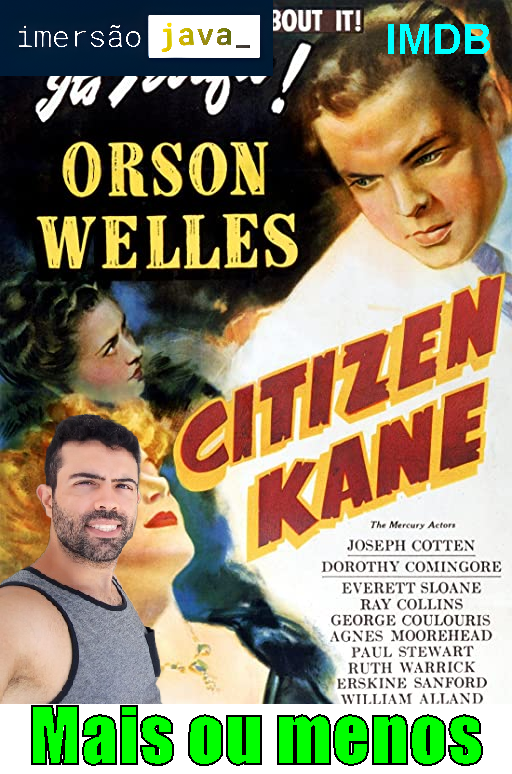 imersão java_
BOUT IT!
IMDB
ORSON
WELLES
CITIZEN
KANE
The Mercury Actors
JOSEPH COTTEN
DOROTHY COMINGORE
EVERETT SLOANE
RAY COLLINS
GEORGE COULOURIS
AGNES MOOREHEAD
PAUL STEWART
RUTH WARRICK
ERSKINE SANFORD
WILLIAM ALLAND
Mais ou menos